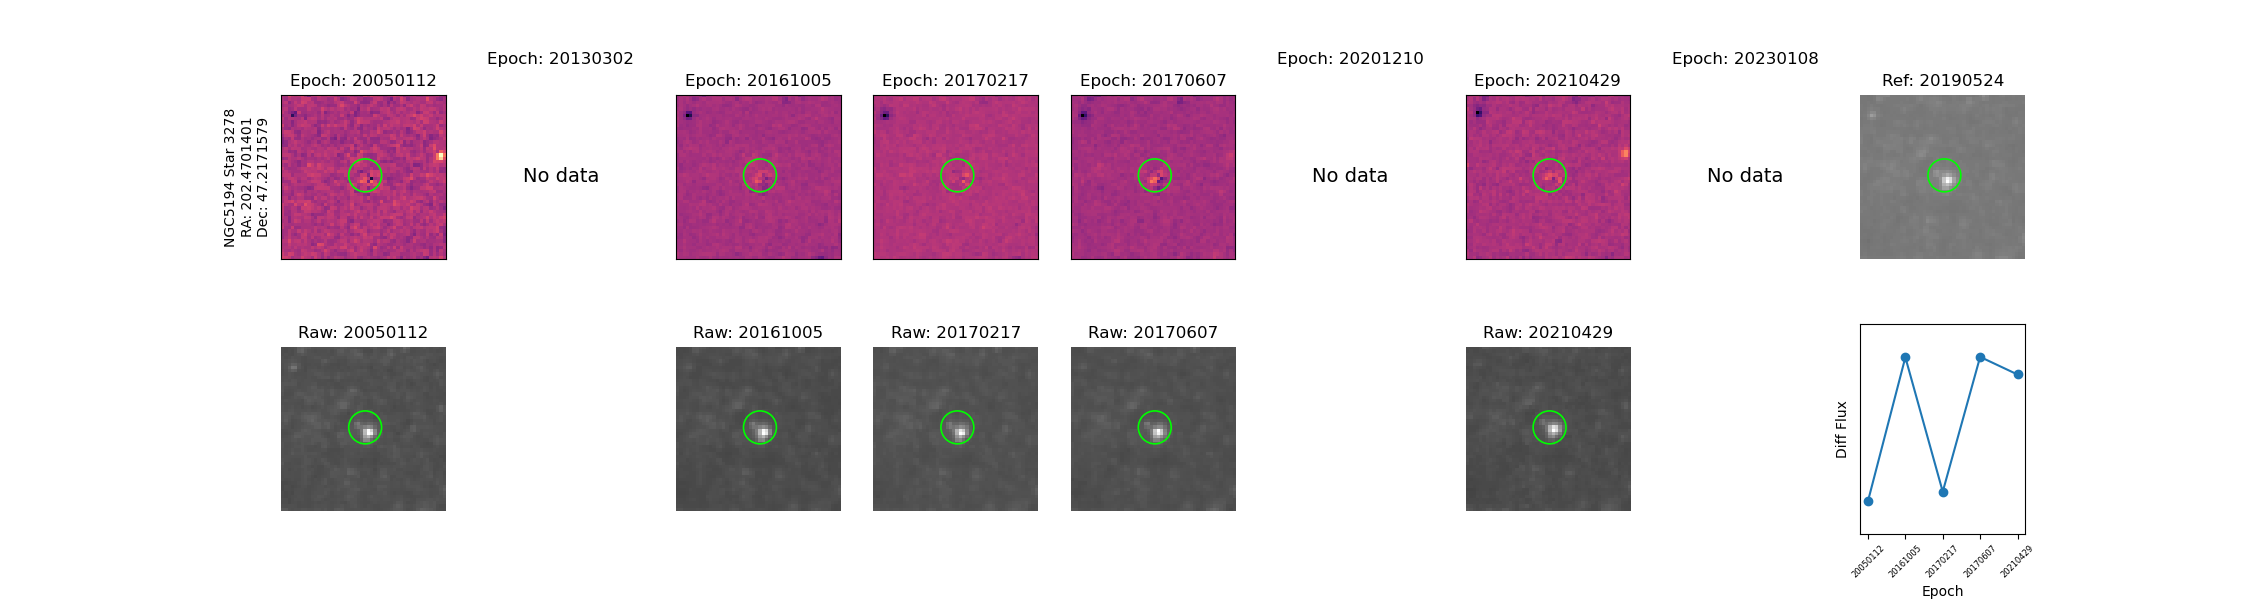 Epoch: 20050112
Epoch: 20130302
Epoch: 20161005
Epoch: 20170217
Epoch: 20170607
Epoch: 20201210
Epoch: 20210429
Epoch: 20230108
Ref: 20190524
NGC5194 Star 3278
RA: 202.4701401
Dec: 47.2171579
No data
No data
No data
Raw: 20050112
Raw: 20161005
Raw: 20170217
Raw: 20170607
Raw: 20210429
Diff Flux
20050112
20161005
20170217
20170607
20210429
Epoch